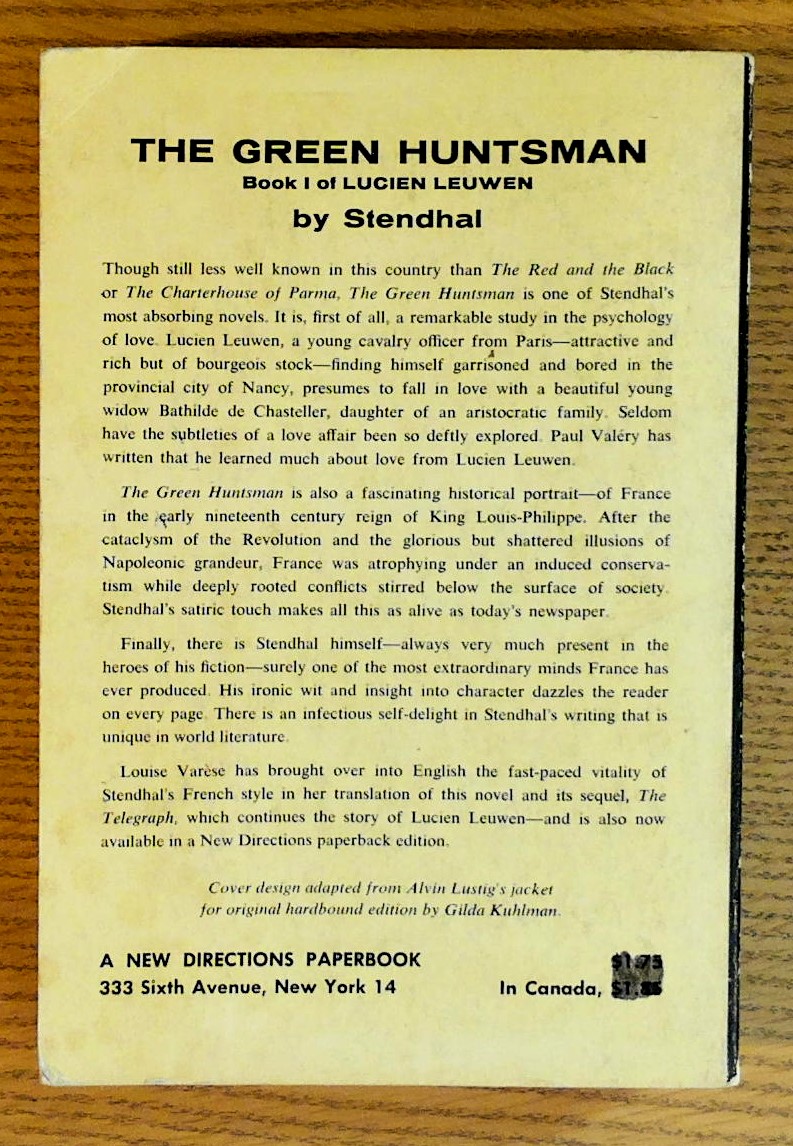 THE GREEN HUNTSMAN
Book I of LUCIEN LEUWEN
by Stendhal
Though still less well known in this country than The Red and the Black
or The Charterhouse of Parma, The Green Huntsman is one of Stendhal's
most absorbing novels. It is, first of all, a remarkable study in the psychology
of love. Lucien Leuwen, a young cavalry officer from Paris—attractive and
rich but of bourgeois stock—finding himself garrisoned and bored in the
provincial city of Nancy, presumes to fall in love with a beautiful young
widow Bathilde de Chasteller, daughter of an aristocratic family. Seldom
have the subtleties of a love affair been so deftly explored. Paul Valéry has
written that he learned much about love from Lucien Leuwen.
The Green Huntsman is also a fascinating historical portrait—of France
in the early nineteenth century reign of King Louis-Philippe. After the
cataclysm of the Revolution and the glorious but shattered illusions of
Napoleonic grandeur, France was atrophying under an induced conserva-
tism while deeply rooted conflicts stirred below the surface of society.
Stendhal's satiric touch makes all this as alive as today's newspaper.
Finally, there is Stendhal himself—always very much present in the
heroes of his fiction—surely one of the most extraordinary minds France has
ever produced. His ironic wit and insight into character dazzles the reader
on every page. There is an infectious self-delight in Stendhal's writing that is
unique in world literature.
Louise Varèse has brought over into English the fast-paced vitality of
Stendhal's French style in her translation of this novel and its sequel, The
Telegraph, which continues the story of Lucien Leuwen—and is also now
available in a New Directions paperback edition.
Cover design adapted from Alvin Lustig's jacket
for original hardbound edition by Gilda Kuhlman.
A NEW DIRECTIONS PAPERBOOK $1.75
333 Sixth Avenue, New York 14 In Canada,